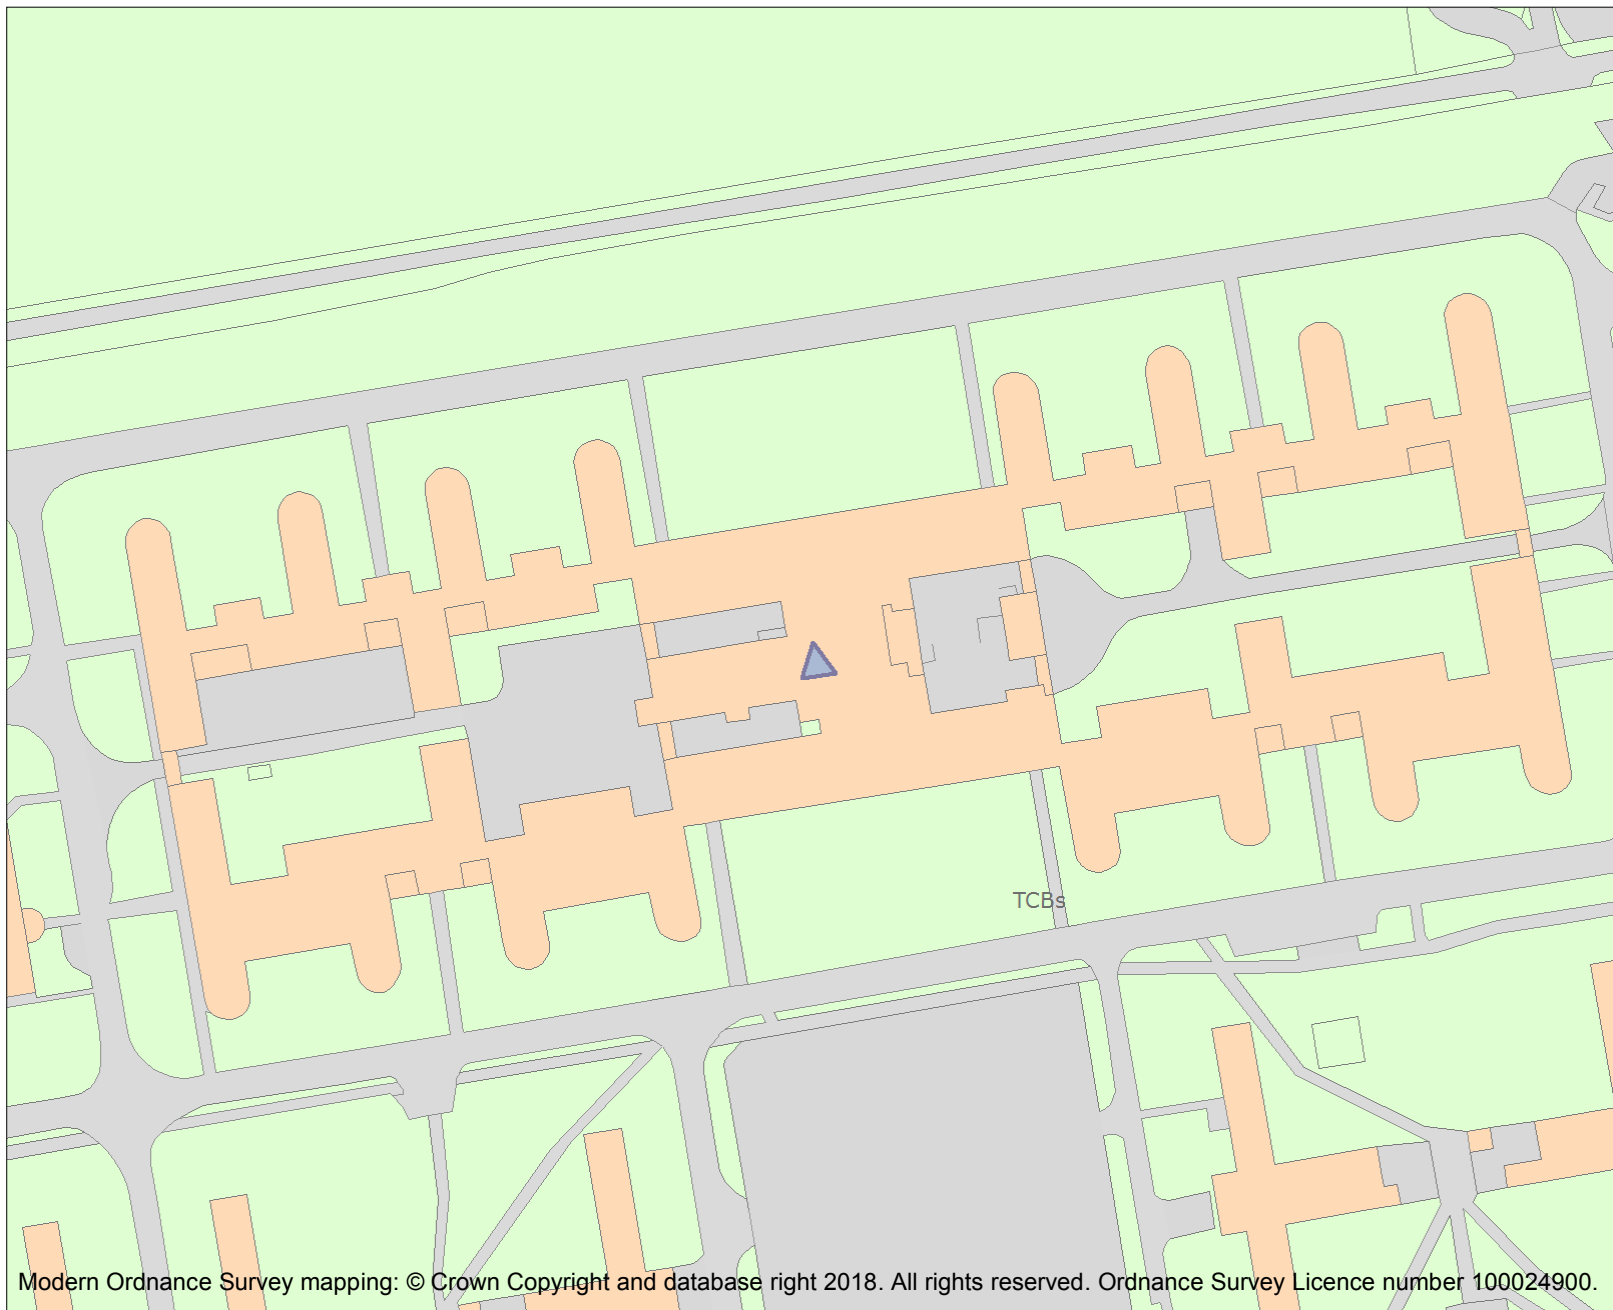 TCBs
Modern Ordnance Survey mapping: © Crown Copyright and database right 2018. All rights reserved. Ordnance Survey Licence number 100024900.